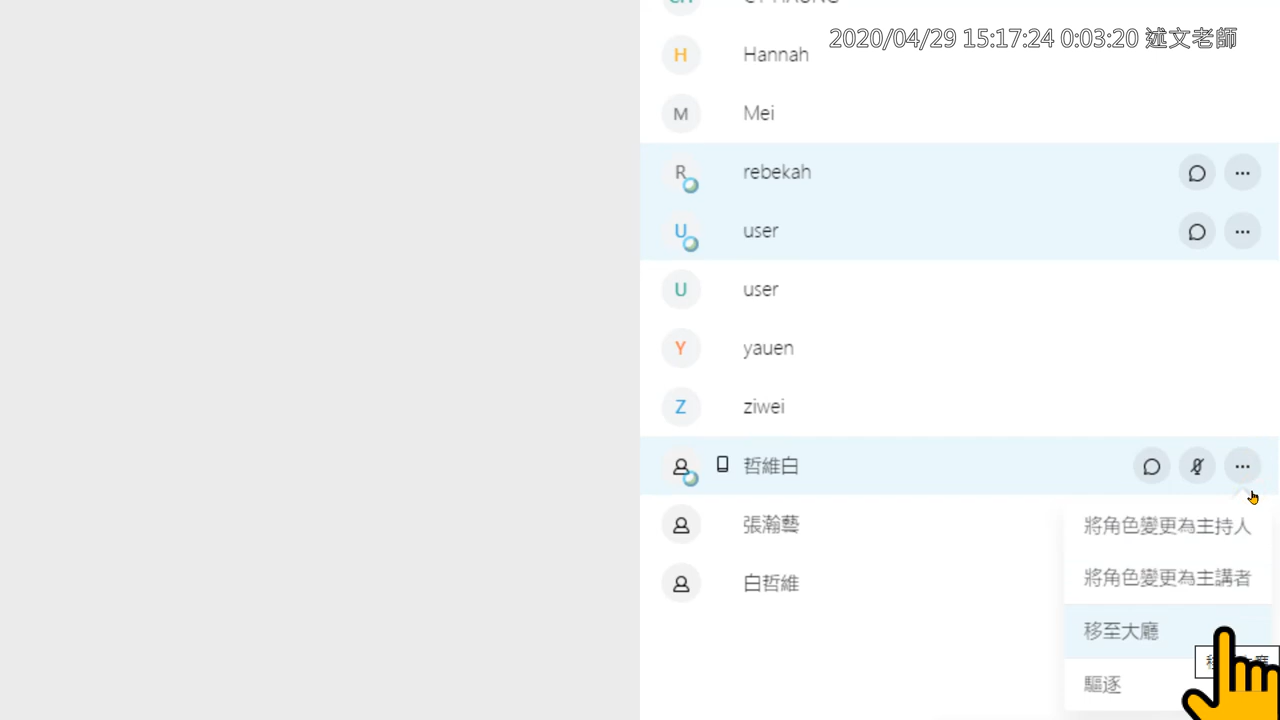 2020/04/29 15:17:24 0:03:20 述文老師
H Hannah
M Mei
R rebekah
U user
U user
Y yauen
Z ziwei
哲維白
張瀚藝
將角色變更為主持人
將角色變更為主講者
白哲維
移至大廳
驅逐